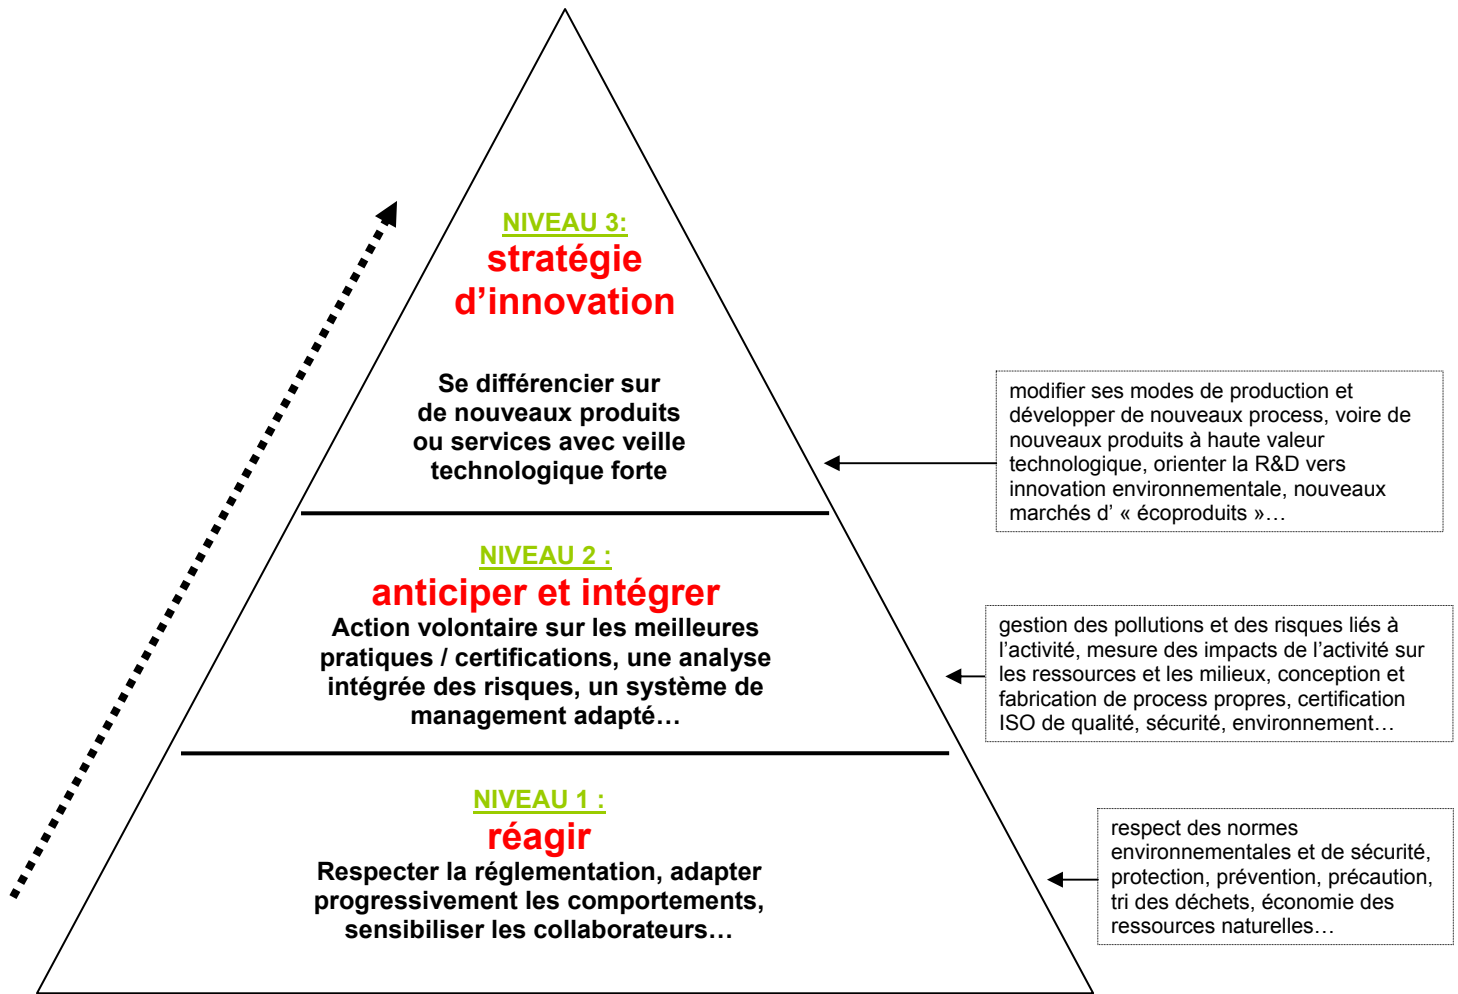 NIVEAU 3:
stratégie
d’innovation
Se différencier sur
de nouveaux produits
ou services avec veille
technologique forte
modifier ses modes de production et
développer de nouveaux process, voire de
nouveaux produits à haute valeur
technologique, orienter la R&D vers
innovation environnementale, nouveaux
marchés d’ « écoproduits »…
NIVEAU 2 :
anticiper et intégrer
Action volontaire sur les meilleures
pratiques / certifications, une analyse
intégrée des risques, un système de
management adapté…
gestion des pollutions et des risques liés à
l’activité, mesure des impacts de l’activité sur
les ressources et les milieux, conception et
fabrication de process propres, certification
ISO de qualité, sécurité, environnement…
NIVEAU 1 :
réagir
Respecter la réglementation, adapter
progressivement les comportements,
sensibiliser les collaborateurs…
respect des normes
environnementales et de sécurité,
protection, prévention, précaution,
tri des déchets, économie des
ressources naturelles…